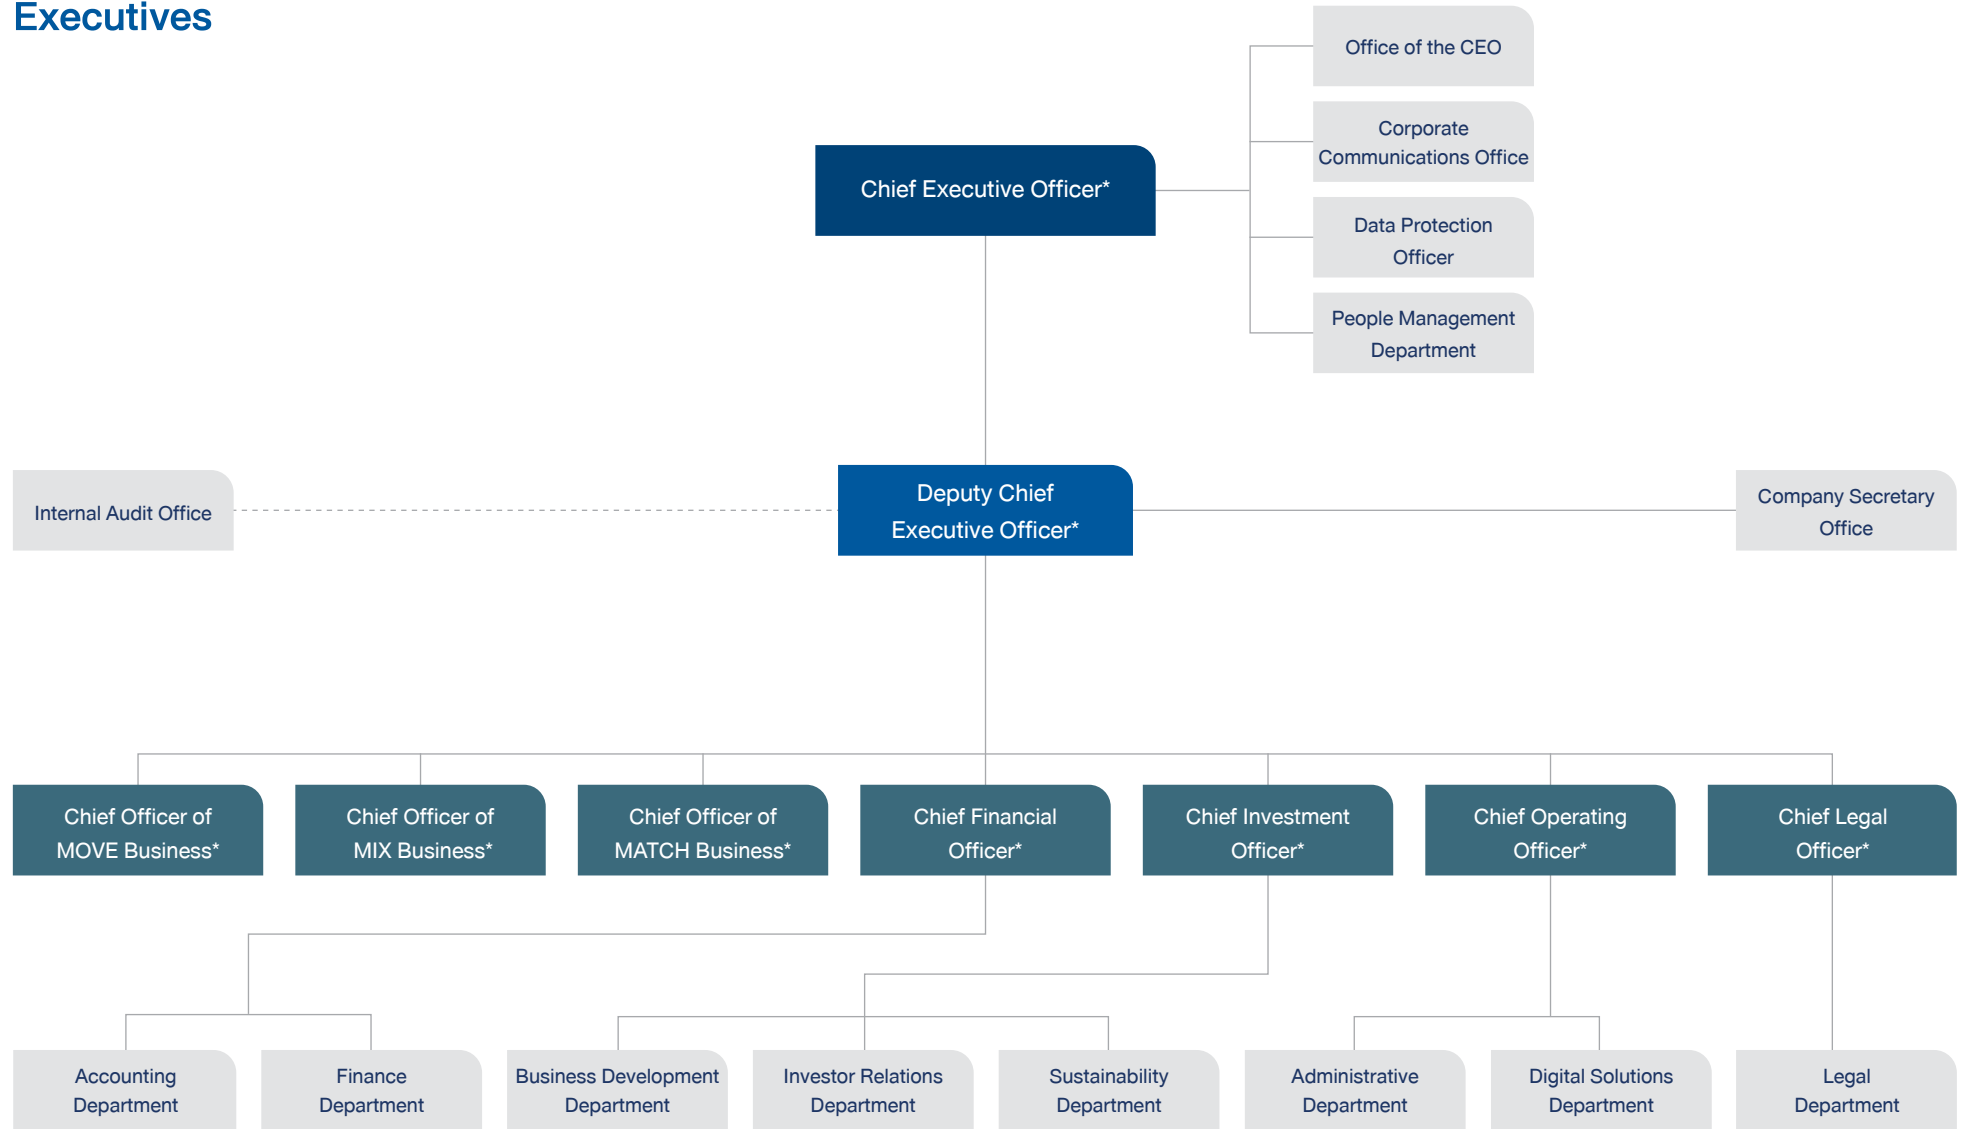 Executives
Office of the CEO
Corporate
Communications Office
Chief Executive Officer*
Data Protection
Officer
People Management
Department
Internal Audit Office
Deputy Chief
Executive Officer*
Company Secretary
Office
Chief Officer of
MOVE Business*
Chief Officer of
MIX Business*
Chief Officer of
MATCH Business*
Chief Financial
Officer*
Chief Investment
Officer*
Chief Operating
Officer*
Chief Legal
Officer*
Accounting
Department
Finance
Department
Business Development
Department
Investor Relations
Department
Sustainability
Department
Administrative
Department
Digital Solutions
Department
Legal
Department